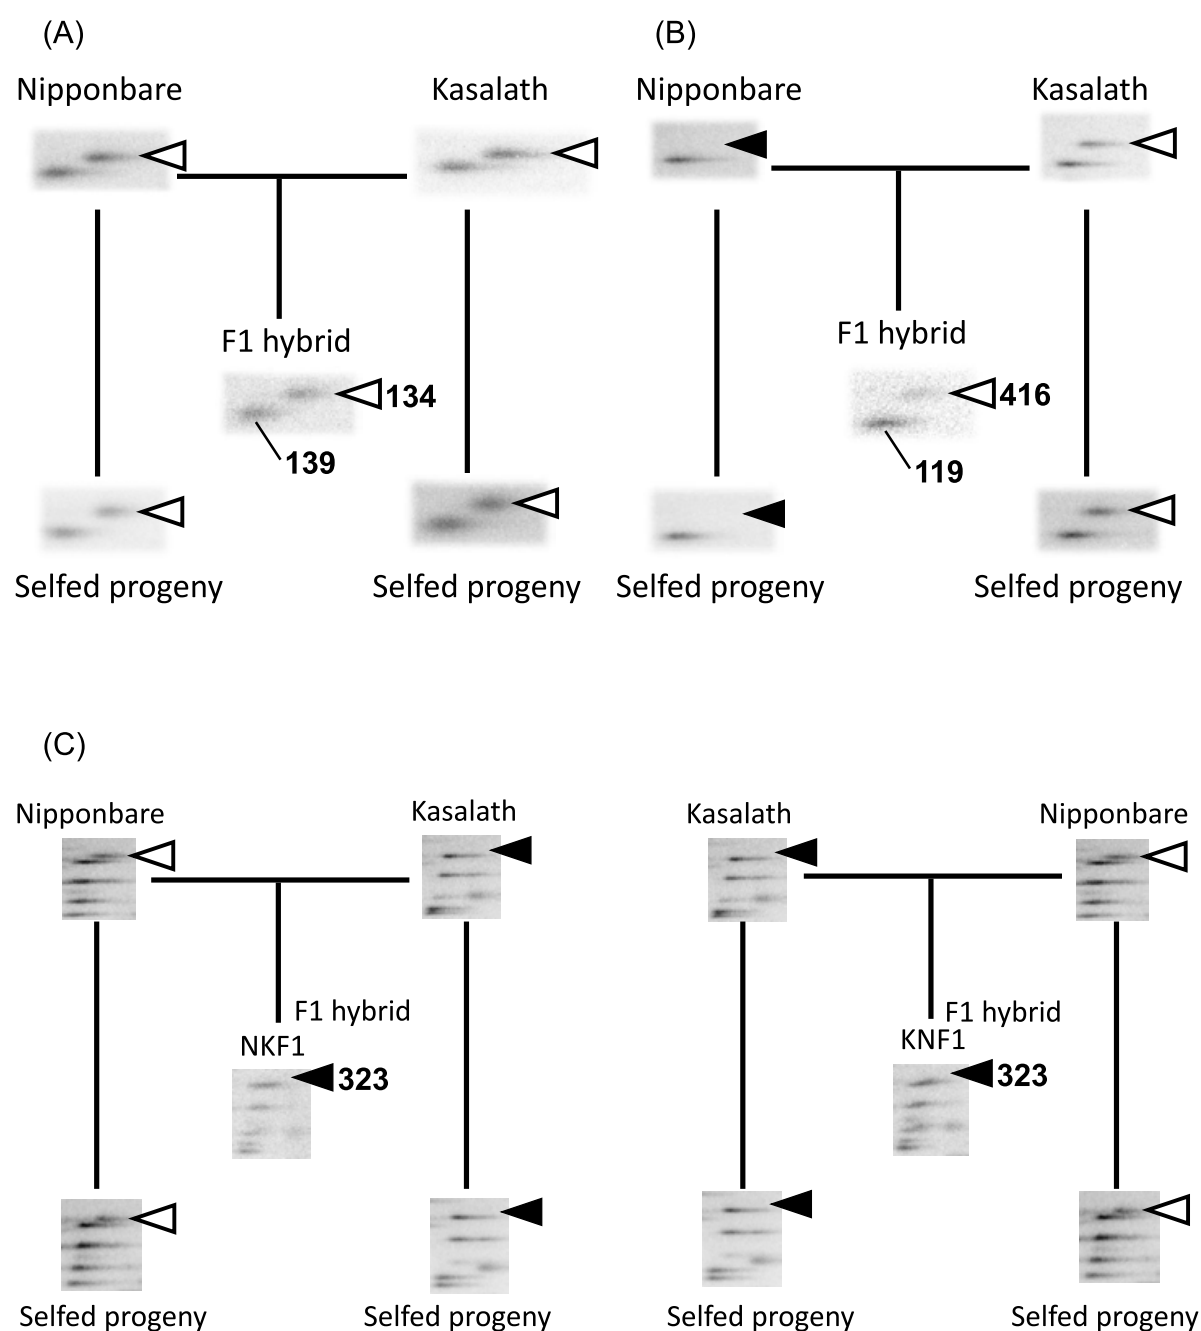 (A)
(B)
Nipponbare
Kasalath
Nipponbare
Kasalath
F1 hybrid
134
139
F1 hybrid
416
119
Selfed progeny
Selfed progeny
Selfed progeny
Selfed progeny
(C)
Nipponbare
Kasalath
Kasalath
Nipponbare
F1 hybrid
NKF1
323
F1 hybrid
KNF1
323
Selfed progeny
Selfed progeny
Selfed progeny
Selfed progeny